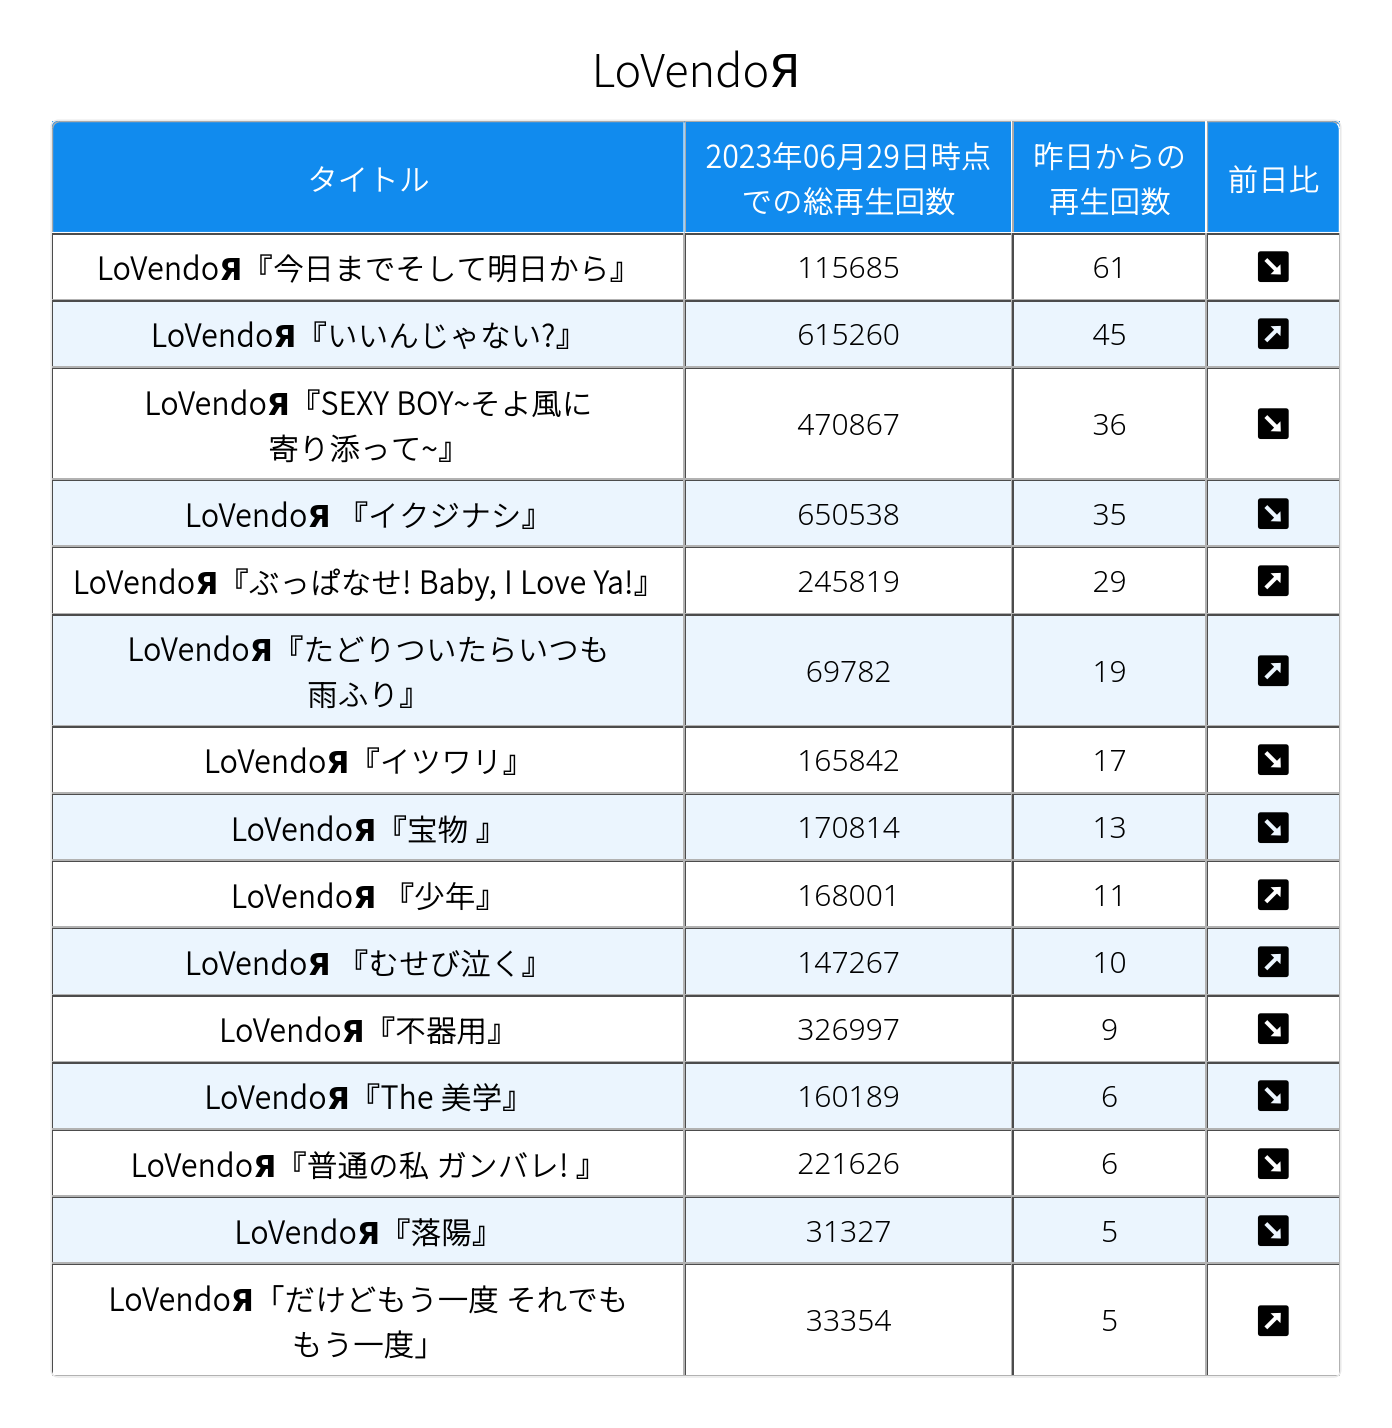 LoVendoЯ
タイトル
2023年06月29日時点
での総再生回数
昨日からの
再生回数
前日比
LoVendoЯ『今日までそして明日から』 115685 61 ↘
LoVendoЯ『いいんじゃない?』 615260 45 ↗
LoVendoЯ『SEXY BOY~そよ風に
寄り添って~』 470867 36 ↘
LoVendoЯ 『イクジナシ』 650538 35 ↘
LoVendoЯ『ぶっぱなせ! Baby, I Love Ya!』 245819 29 ↗
LoVendoЯ『たどりついたらいつも
雨ふり』 69782 19 ↗
LoVendoЯ『イツワリ』 165842 17 ↘
LoVendoЯ『宝物 』 170814 13 ↘
LoVendoЯ 『少年』 168001 11 ↗
LoVendoЯ 『むせび泣く』 147267 10 ↗
LoVendoЯ『不器用』 326997 9 ↘
LoVendoЯ『The 美学』 160189 6 ↘
LoVendoЯ『普通の私 ガンバレ! 』 221626 6 ↘
LoVendoЯ『落陽』 31327 5 ↘
LoVendoЯ「だけどもう一度 それでも
もう一度」 33354 5 ↗